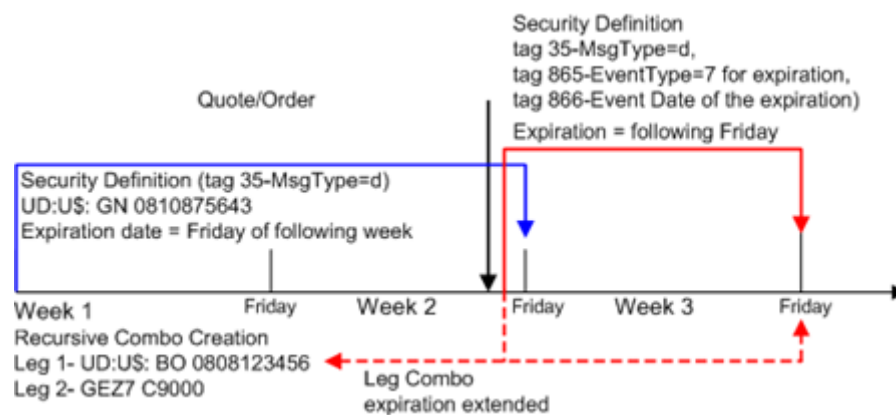 Security Definition
tag 35-MsgType=d,
tag 865-EventType=7 for expiration,
tag 866-Event Date of the expiration)
Expiration = following Friday
Quote/Order
Security Definition (tag 35-MsgType=d)
UD:U$: GN 0810875643
Expiration date = Friday of following week
Week 1
Friday
Week 2
Friday
Week 3
Friday
Recursive Combo Creation
Leg 1- UD:U$: BO 0808123456
Leg 2- GEZ7 C9000
Leg Combo
expiration extended